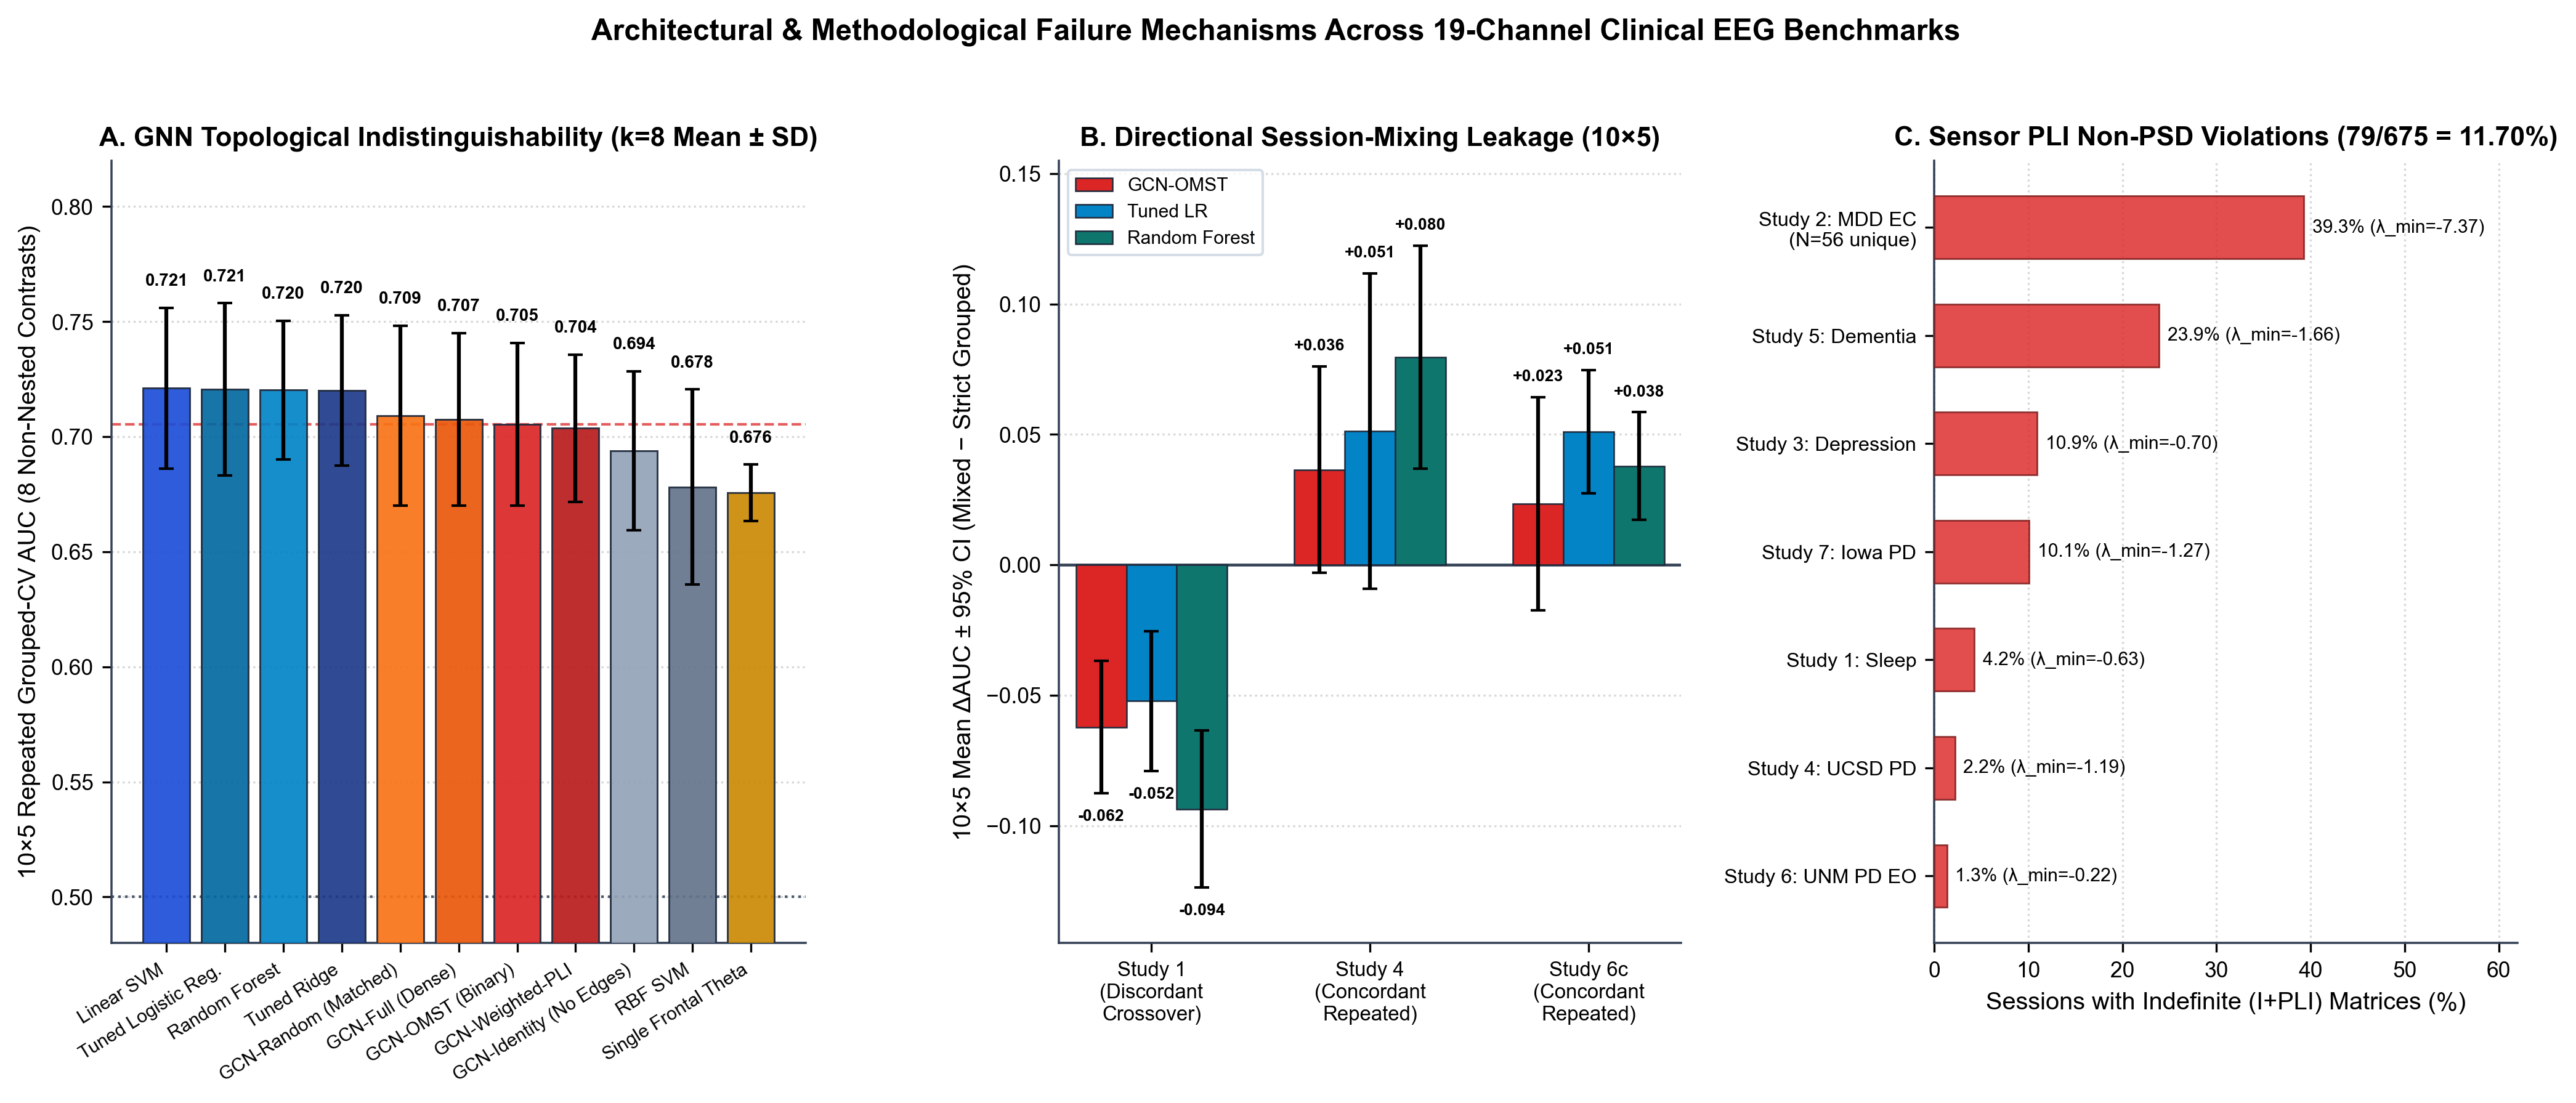 Architectural & Methodological Failure Mechanisms Across 19-Channel Clinical EEG Benchmarks
A. GNN Topological Indistinguishability (k=8 Mean ± SD)
10×5 Repeated Grouped-CV AUC (8 Non-Nested Contrasts)
0.80
0.75
0.70
0.65
0.60
0.55
0.50
0.721
0.721
0.720
0.720
0.709
0.707
0.705
0.704
0.694
0.678
0.676
Linear SVM
Tuned Logistic Reg.
Random Forest
Tuned Ridge
GCN-Random (Matched)
GCN-Full (Dense)
GCN-OMST (Binary)
GCN-Weighted-PLI
GCN-Identity (No Edges)
RBF SVM
Single Frontal Theta
B. Directional Session-Mixing Leakage (10×5)
10×5 Mean ΔAUC ± 95% CI (Mixed − Strict Grouped)
0.15
0.10
0.05
0.00
−0.05
−0.10
GCN-OMST
Tuned LR
Random Forest
-0.062
-0.052
-0.094
+0.036
+0.051
+0.080
+0.023
+0.051
+0.038
Study 1
(Discordant
Crossover)
Study 4
(Concordant
Repeated)
Study 6c
(Concordant
Repeated)
C. Sensor PLI Non-PSD Violations (79/675 = 11.70%)
Study 2: MDD EC
(N=56 unique)
39.3% (λ_min=-7.37)
Study 5: Dementia
23.9% (λ_min=-1.66)
Study 3: Depression
10.9% (λ_min=-0.70)
Study 7: Iowa PD
10.1% (λ_min=-1.27)
Study 1: Sleep
4.2% (λ_min=-0.63)
Study 4: UCSD PD
2.2% (λ_min=-1.19)
Study 6: UNM PD EO
1.3% (λ_min=-0.22)
0 10 20 30 40 50 60
Sessions with Indefinite (I+PLI) Matrices (%)